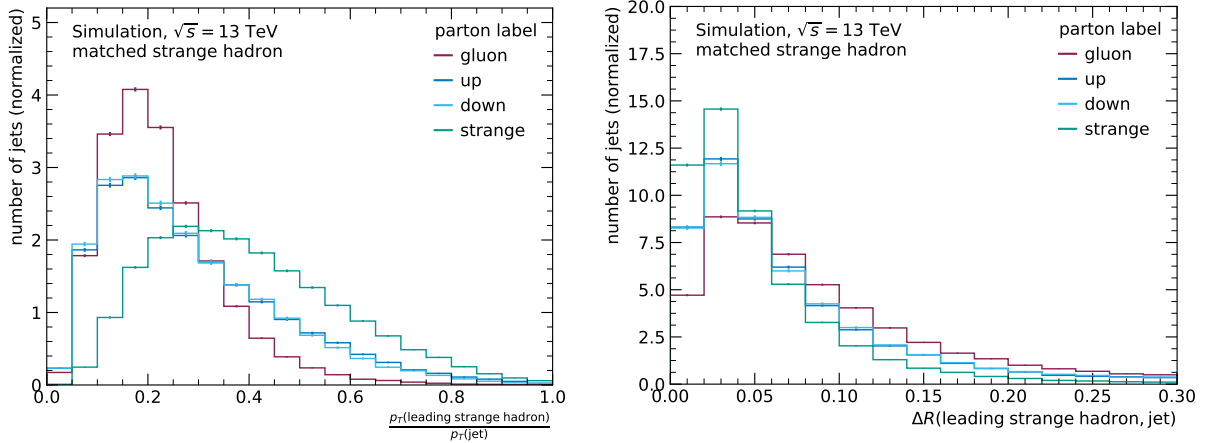 Simulation, √s = 13 TeV
matched strange hadron
parton label
gluon
up
down
strange
number of jets (normalized)
5
4
3
2
1
0
0.2
0.4
0.6
0.8
1.0
p_T(leading strange hadron)
p_T(jet)
Simulation, √s = 13 TeV
matched strange hadron
parton label
gluon
up
down
strange
number of jets (normalized)
20.0
17.5
15.0
12.5
10.0
7.5
5.0
2.5
0.0
0.00
0.05
0.10
0.15
0.20
0.25
0.30
ΔR(leading strange hadron, jet)